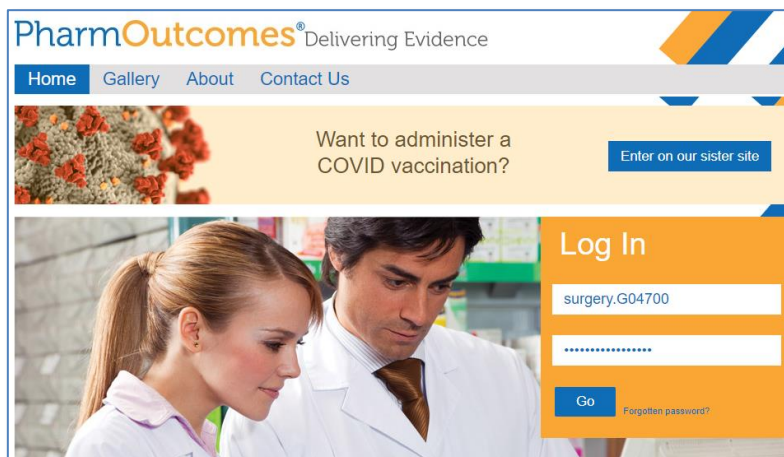 PharmOutcomes® Delivering Evidence
Home Gallery About Contact Us
Want to administer a
COVID vaccination?
Enter on our sister site
Log In
surgery.G04700
•••••••••••••••••
Go Forgotten password?